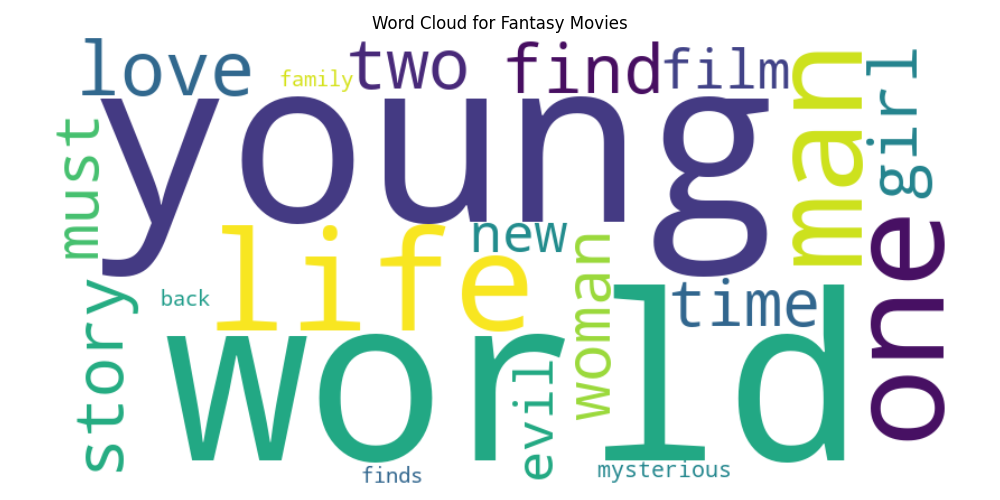 Word Cloud for Fantasy Movies
love
family
two
find
film
man
girl
young
must
one
life
new
woman
time
back
story
world
evil
finds
mysterious